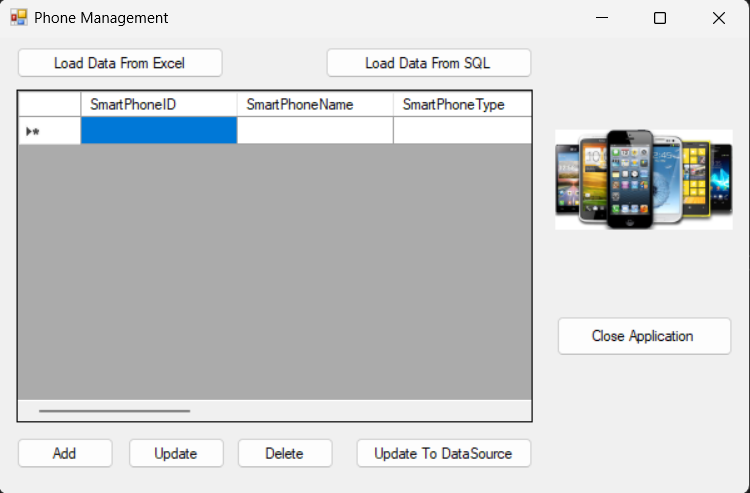 Phone Management
Load Data From Excel
Load Data From SQL
SmartPhoneID SmartPhoneName SmartPhoneType
Close Application
Add
Update
Delete
Update To DataSource